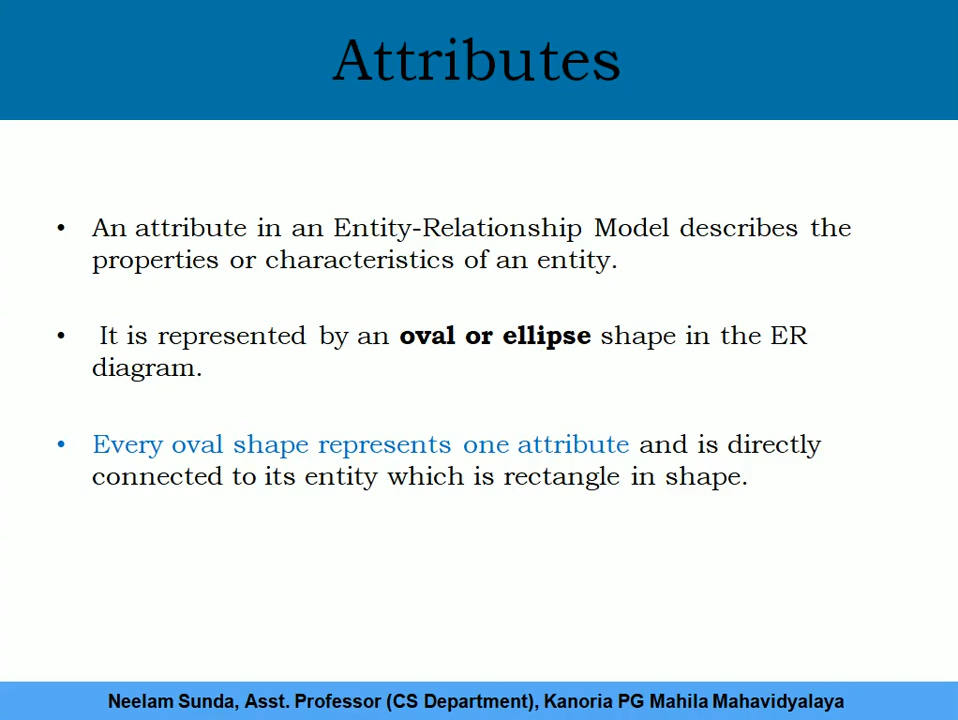 Attributes
• An attribute in an Entity-Relationship Model describes the
properties or characteristics of an entity.
• It is represented by an oval or ellipse shape in the ER
diagram.
• Every oval shape represents one attribute and is directly
connected to its entity which is rectangle in shape.
Neelam Sunda, Asst. Professor (CS Department), Kanoria PG Mahila Mahavidyalaya